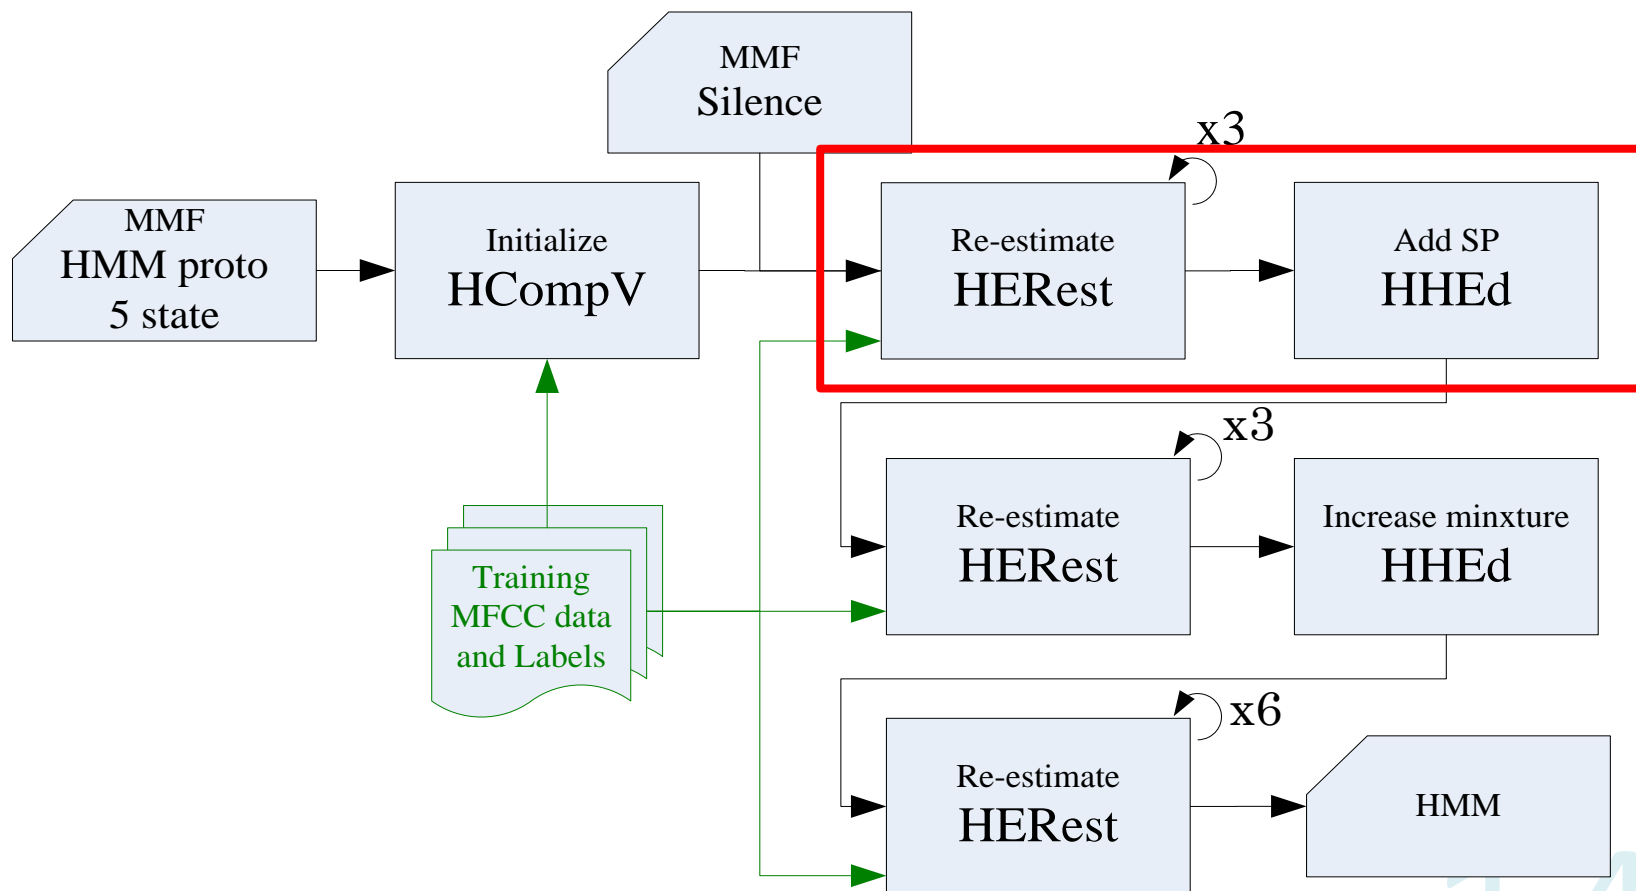 MMF
Silence
x3
MMF
HMM proto
5 state
Initialize
HCompV
Re-estimate
HERest
Add SP
HHEd
x3
Re-estimate
HERest
Increase minxture
HHEd
Training
MFCC data
and Labels
x6
Re-estimate
HERest
HMM